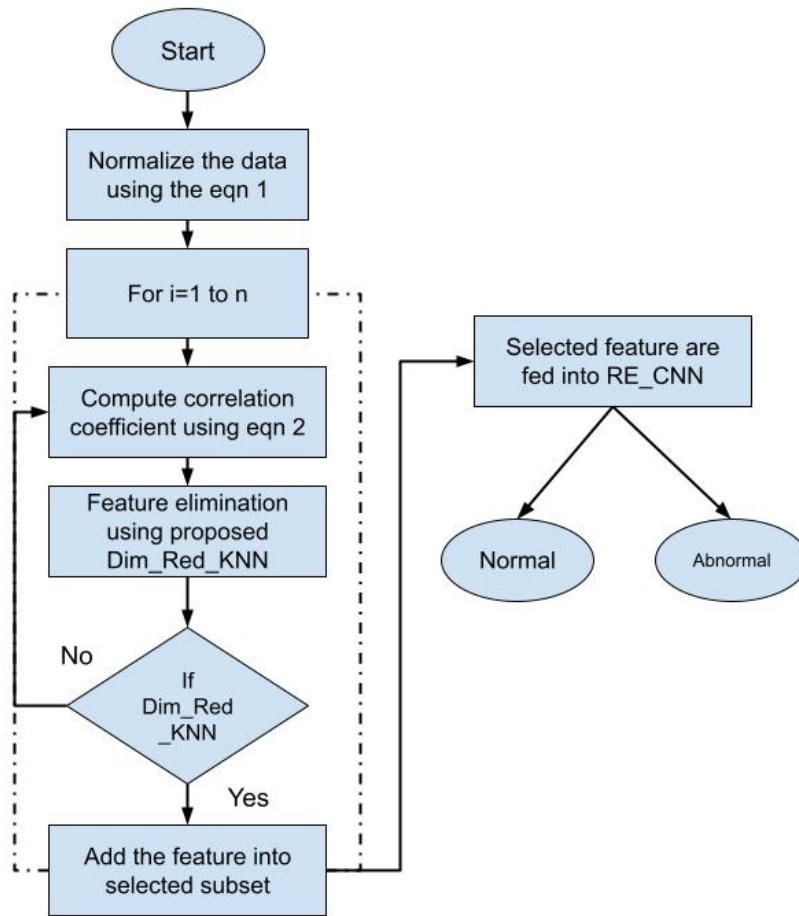 Start
Normalize the data
using the eqn 1
For i=1 to n
Compute correlation
coefficient using eqn 2
Feature elimination
using proposed
Dim_Red_KNN
No
If
Dim_Red
_KNN
Yes
Add the feature into
selected subset
Selected feature are
fed into RE_CNN
Normal
Abnormal